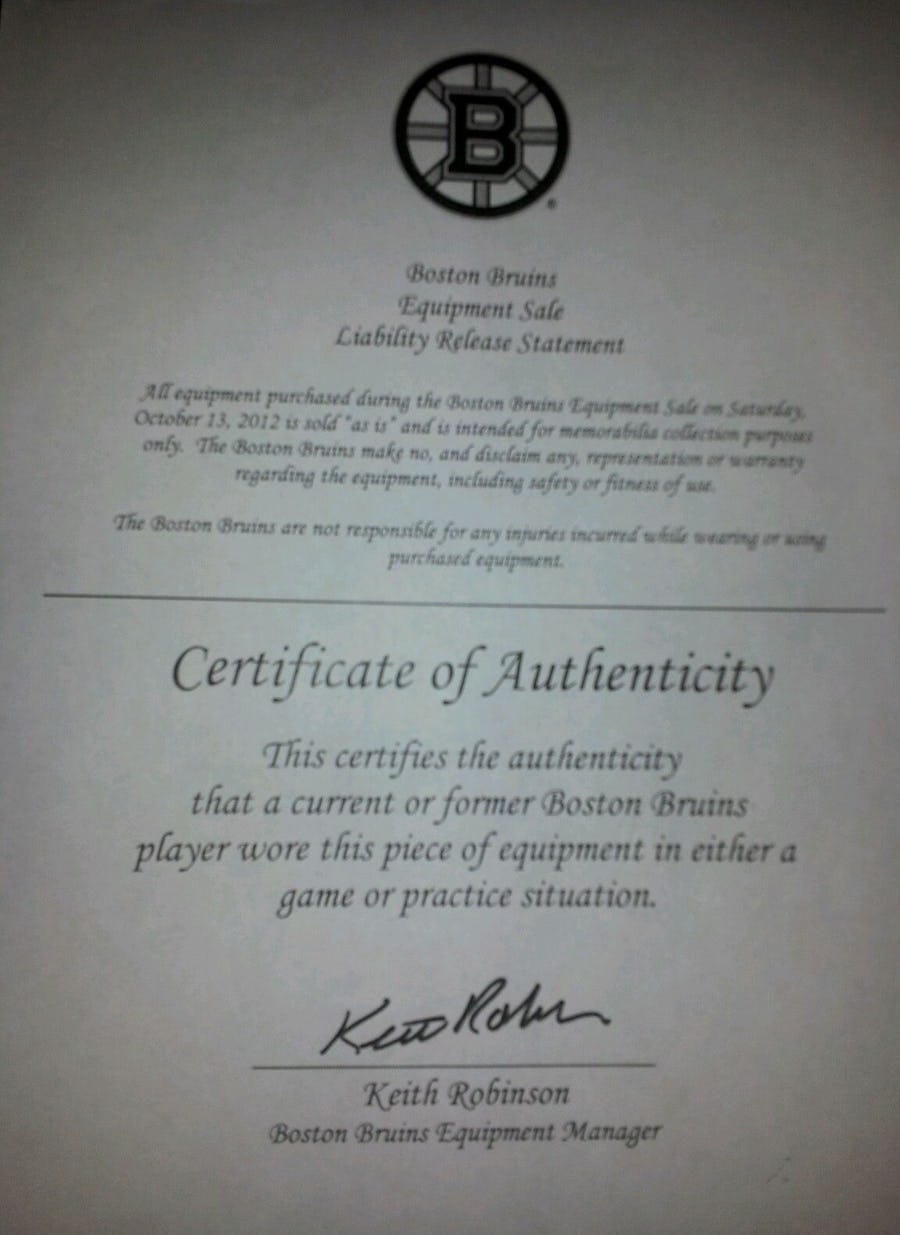 B
®
Boston Bruins
Equipment Sale
Liability Release Statement
All equipment purchased during the Boston Bruins Equipment Sale on Saturday,
October 13, 2012 is sold "as is" and is intended for memorabilia collection purposes
only. The Boston Bruins make no, and disclaim any, representation or warranty
regarding the equipment, including safety or fitness of use.
The Boston Bruins are not responsible for any injuries incurred while wearing or using
purchased equipment.
Certificate of Authenticity
This certifies the authenticity
that a current or former Boston Bruins
player wore this piece of equipment in either a
game or practice situation.
Keith Robinson
Boston Bruins Equipment Manager